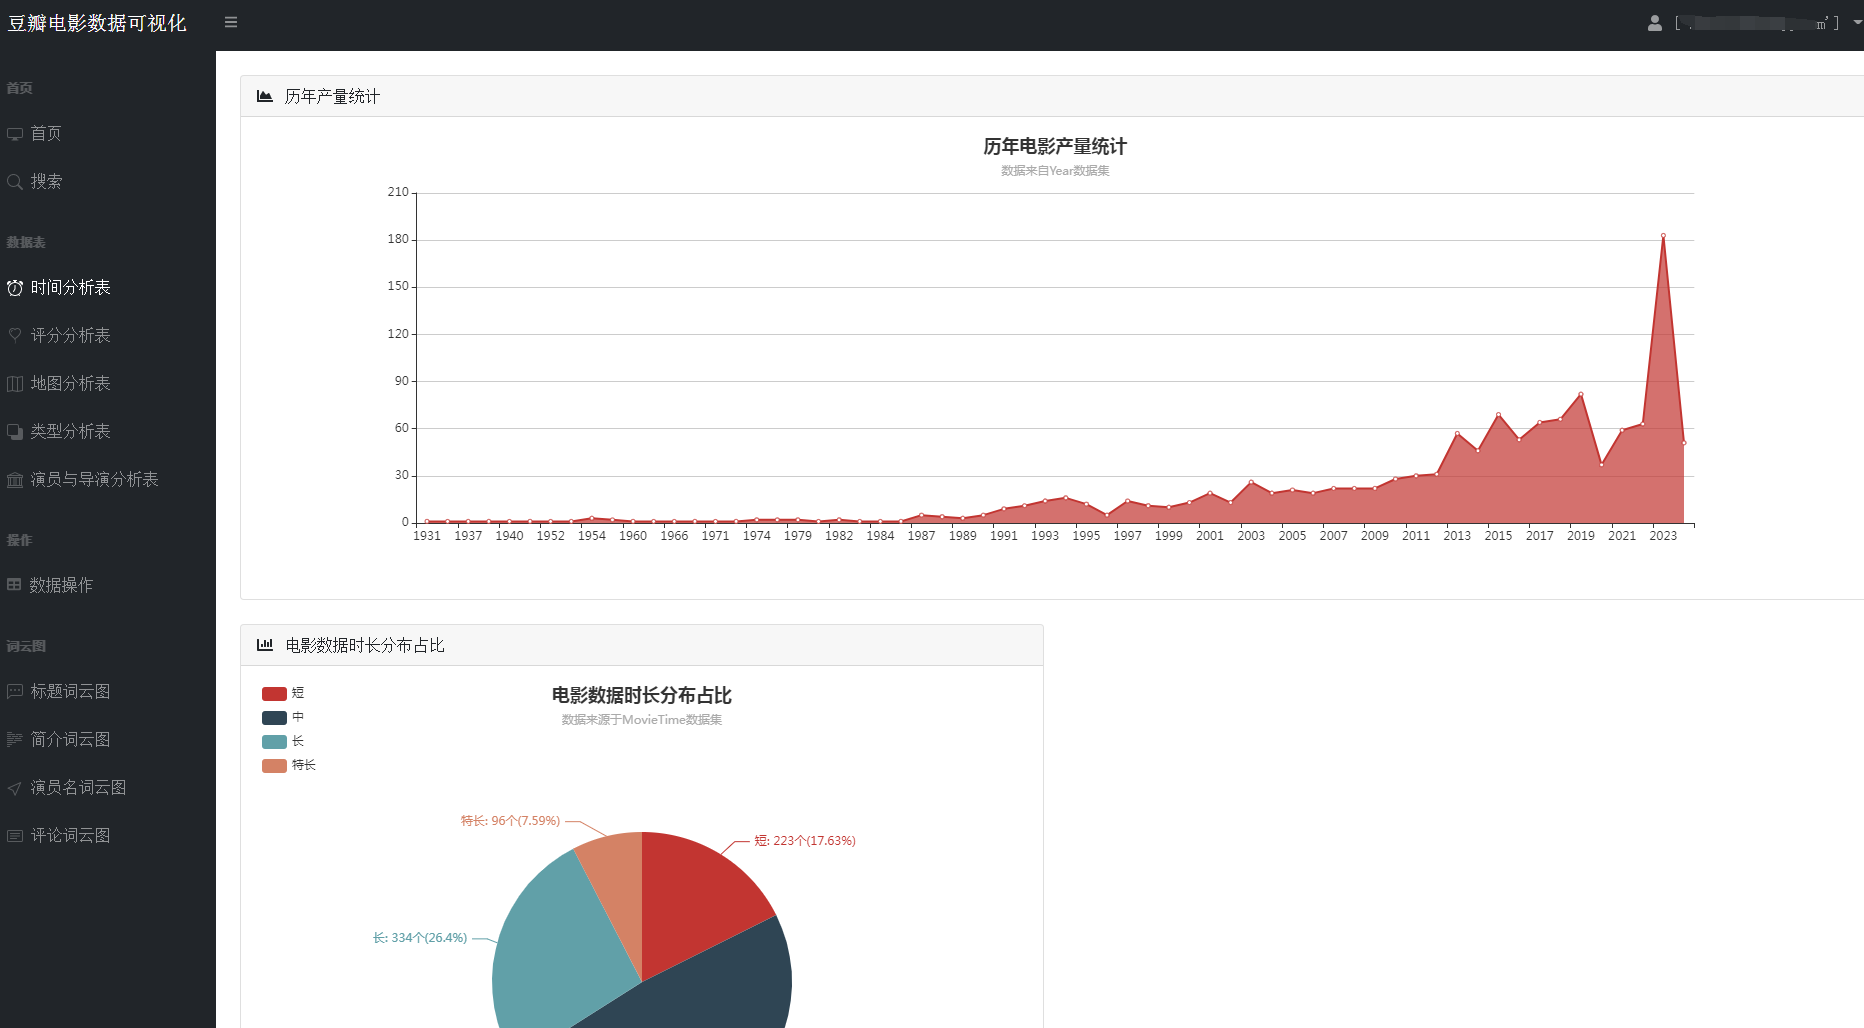 豆瓣电影数据可视化
首页
首页
搜索
数据表
时间分析表
评分分析表
地图分析表
类型分析表
演员与导演分析表
操作
数据操作
词云图
标题词云图
简介词云图
演员名词云图
评论词云图
历年产量统计
历年电影产量统计
数据来自Year数据集
210
180
150
120
90
60
30
0
1931 1937 1940 1952 1954 1960 1966 1971 1974 1979 1982 1984 1987 1989 1991 1993 1995 1997 1999 2001 2003 2005 2007 2009 2011 2013 2015 2017 2019 2021 2023
电影数据时长分布占比
电影数据时长分布占比
数据来源于MovieTime数据集
短
中
长
特长
特长: 96个(7.59%)
短: 223个(17.63%)
长: 334个(26.4%)